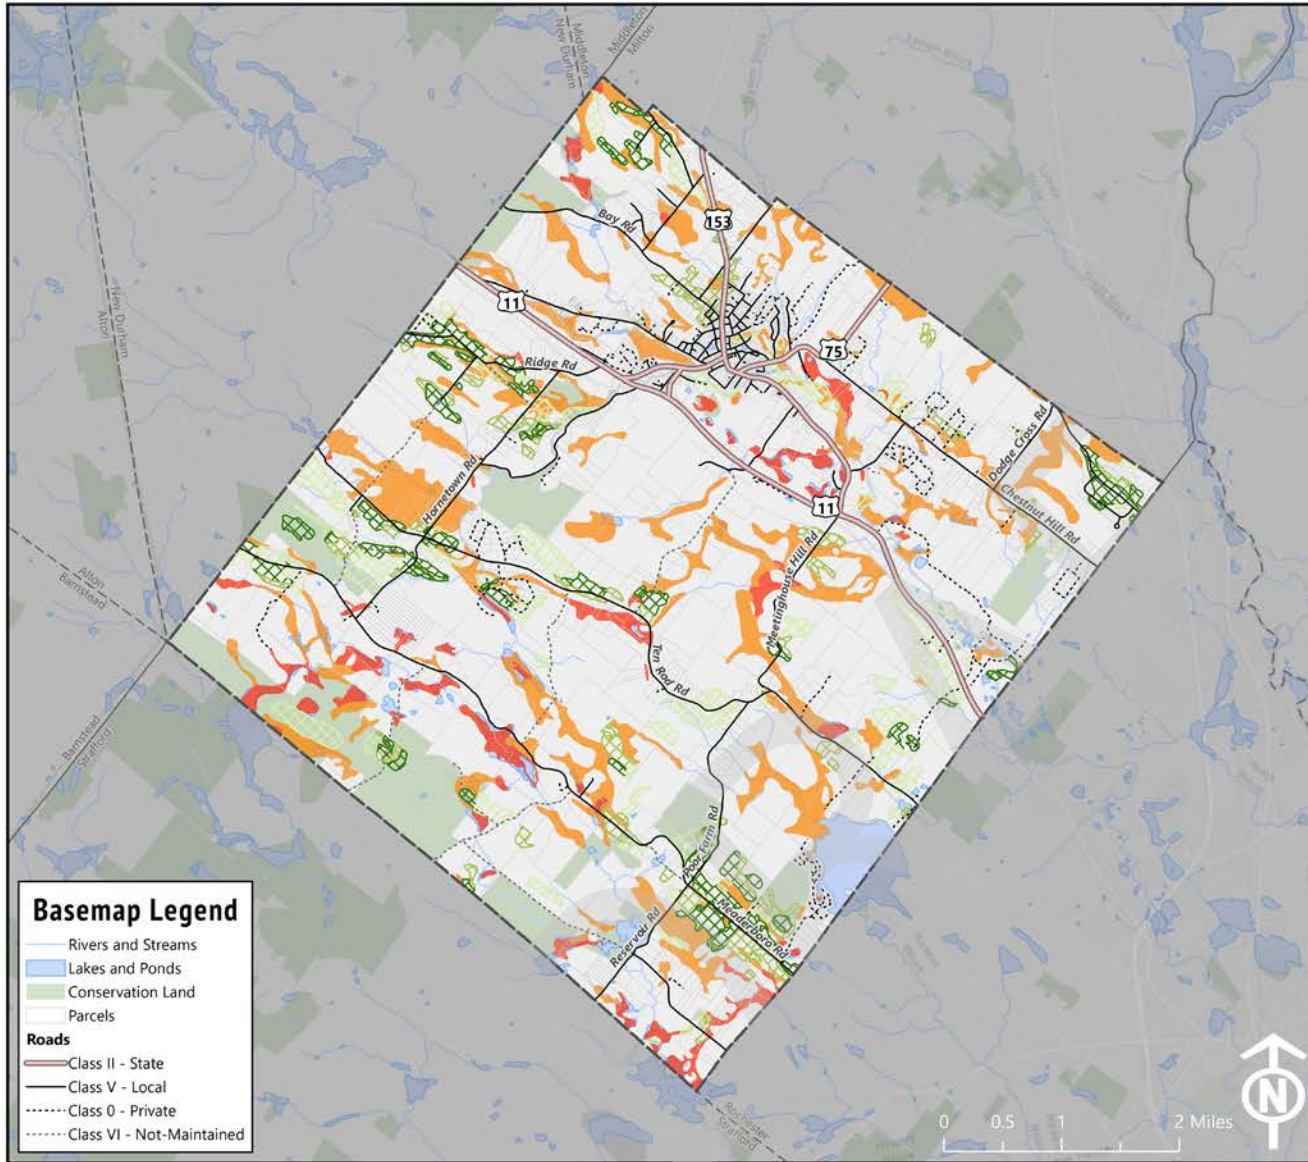 Middleton
New Durham
Middleton
Milton
New Durham
Alton
Bay Rd
153
11
75
Ridge Rd
Dodge Cross Rd
Chestnut Hill Rd
Hornetown Rd
11
Meetinghouse Hill Rd
Ten Rod Rd
Alton
Barnstead
Barnstead
Strafford
Poor Farm Rd
Meaderboro Rd
Reservoir Rd
Rochester
Strafford
Basemap Legend
Rivers and Streams
Lakes and Ponds
Conservation Land
Parcels
Roads
Class II - State
Class V - Local
Class 0 - Private
Class VI - Not-Maintained
0 0.5 1 2 Miles
N